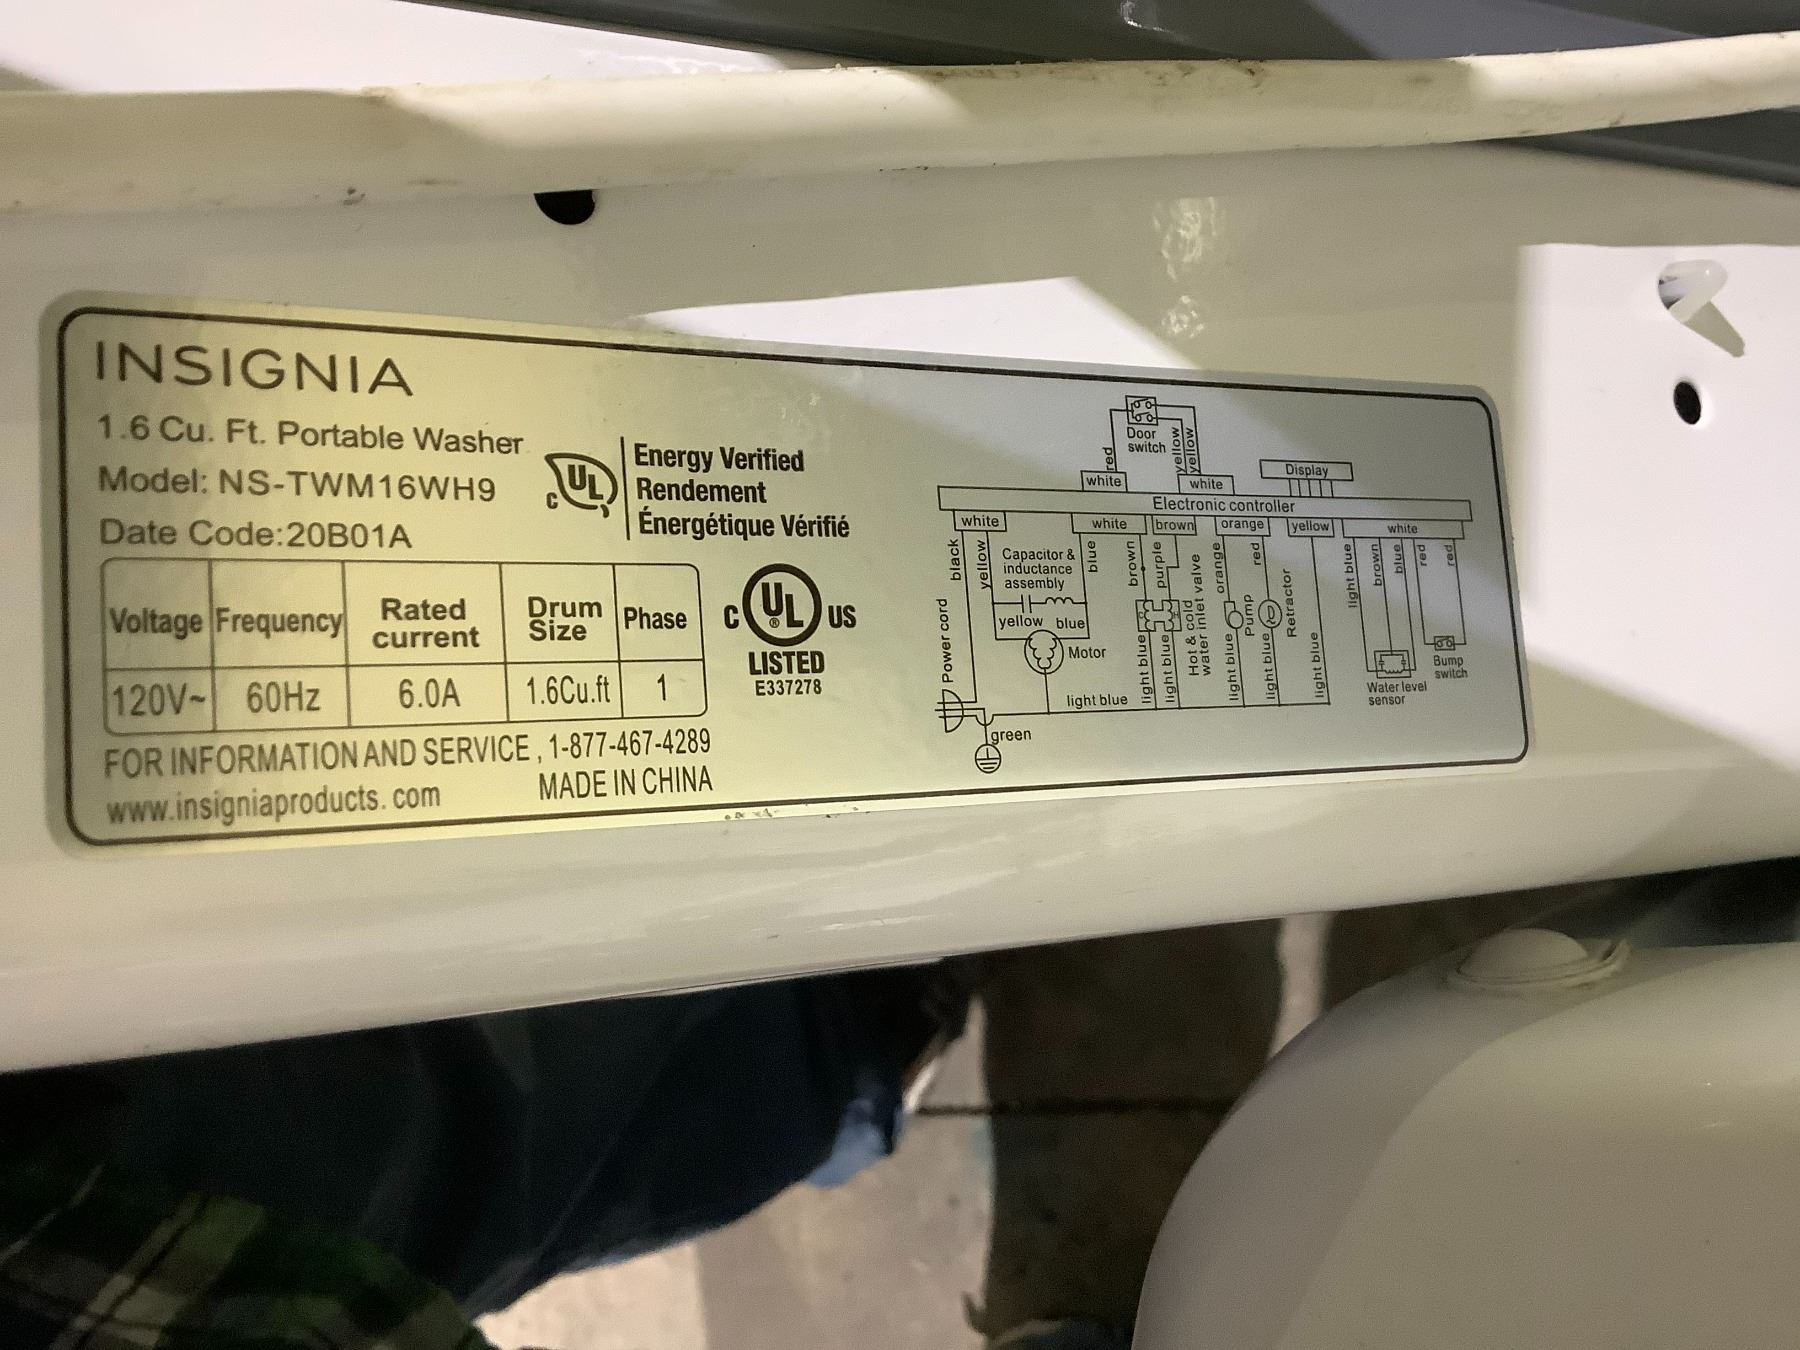 INSIGNIA
1.6 Cu. Ft. Portable Washer
Model: NS-TWM16WH9
Date Code:20B01A
C UL
Energy Verified
Rendement
Énergétique Vérifié
Voltage Frequency Rated current Drum Size Phase
120V~ 60Hz 6.0A 1.6Cu.ft 1
C UL ® US
LISTED
E337278
FOR INFORMATION AND SERVICE , 1-877-467-4289
www.insigniaproducts. com
MADE IN CHINA
Door
switch
red
yellow
yellow
white
white
Display
Electronic controller
white
white
brown
orange
yellow
white
black
yellow
Capacitor &
inductance
assembly
blue
brown
purple
orange
red
light blue
brown
blue
red
red
Power cord
yellow blue
Motor
Hot & cold
water inlet valve
Pump
Retractor
light blue
light blue
light blue
light blue
light blue
light blue
green
Water level
sensor
Bump
switch